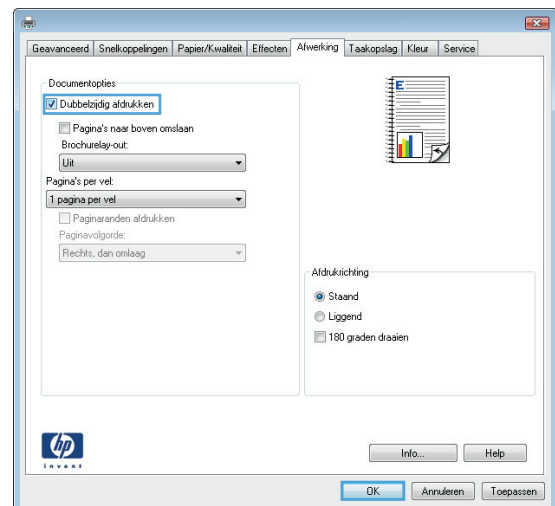 Geavanceerd Snelkoppelingen Papier/Kwaliteit Effecten Afwerking Taakopslag Kleur Service
Documentopties
Dubbelzijdig afdrukken
Pagina's naar boven omslaan
Brochurelay-out:
Uit
Pagina's per vel:
1 pagina per vel
Paginaranden afdrukken
Paginavolgorde:
Rechts, dan omlaag
E
Afdrukrichting
Staand
Liggend
180 graden draaien
hp
invent
Info... Help
OK Annuleren Toepassen